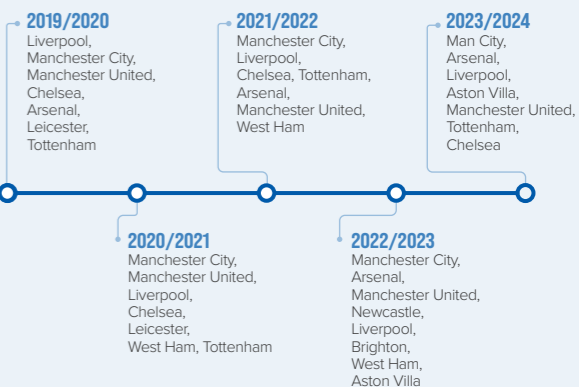 2019/2020
Liverpool,
Manchester City,
Manchester United,
Chelsea,
Arsenal,
Leicester,
Tottenham
2021/2022
Manchester City,
Liverpool,
Chelsea, Tottenham,
Arsenal,
Manchester United,
West Ham
2023/2024
Man City,
Arsenal,
Liverpool,
Aston Villa,
Manchester United,
Tottenham,
Chelsea
2020/2021
Manchester City,
Manchester United,
Liverpool,
Chelsea,
Leicester,
West Ham, Tottenham
2022/2023
Manchester City,
Arsenal,
Manchester United,
Newcastle,
Liverpool,
Brighton,
West Ham,
Aston Villa